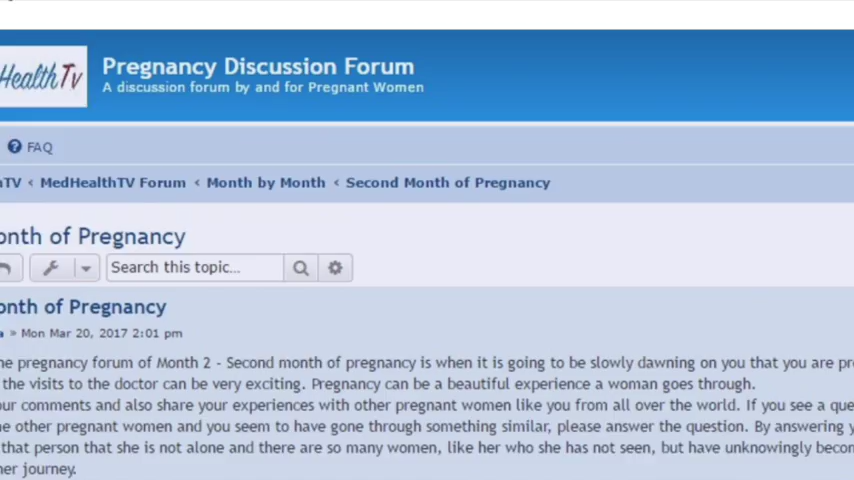 HealthTv
Pregnancy Discussion Forum
A discussion forum by and for Pregnant Women
FAQ
TV ‹ MedHealthTV Forum ‹ Month by Month ‹ Second Month of Pregnancy
onth of Pregnancy
Search this topic...
onth of Pregnancy
a » Mon Mar 20, 2017 2:01 pm
he pregnancy forum of Month 2 - Second month of pregnancy is when it is going to be slowly dawning on you that you are pr
the visits to the doctor can be very exciting. Pregnancy can be a beautiful experience a woman goes through.
our comments and also share your experiences with other pregnant women like you from all over the world. If you see a que
me other pregnant women and you seem to have gone through something similar, please answer the question. By answering y
that person that she is not alone and there are so many women, like her who she has not seen, but have unknowingly becom
her journey.